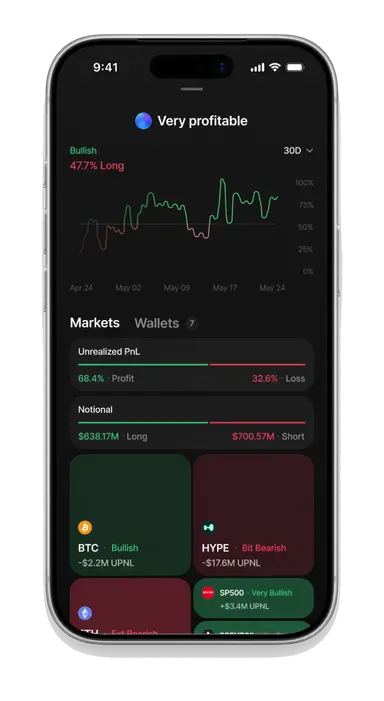 9:41
Very profitable
Bullish
30D
47.7% Long
100%
75%
50%
25%
0%
Apr 24 May 02 May 09 May 17 May 24
Markets Wallets 7
Unrealized PnL
68.4% · Profit 32.6% · Loss
Notional
$638.17M · Long $700.57M · Short
BTC · Bullish
-$2.2M UPNL
HYPE · Bit Bearish
-$17.6M UPNL
SP500 · Very Bullish
+$3.4M UPNL